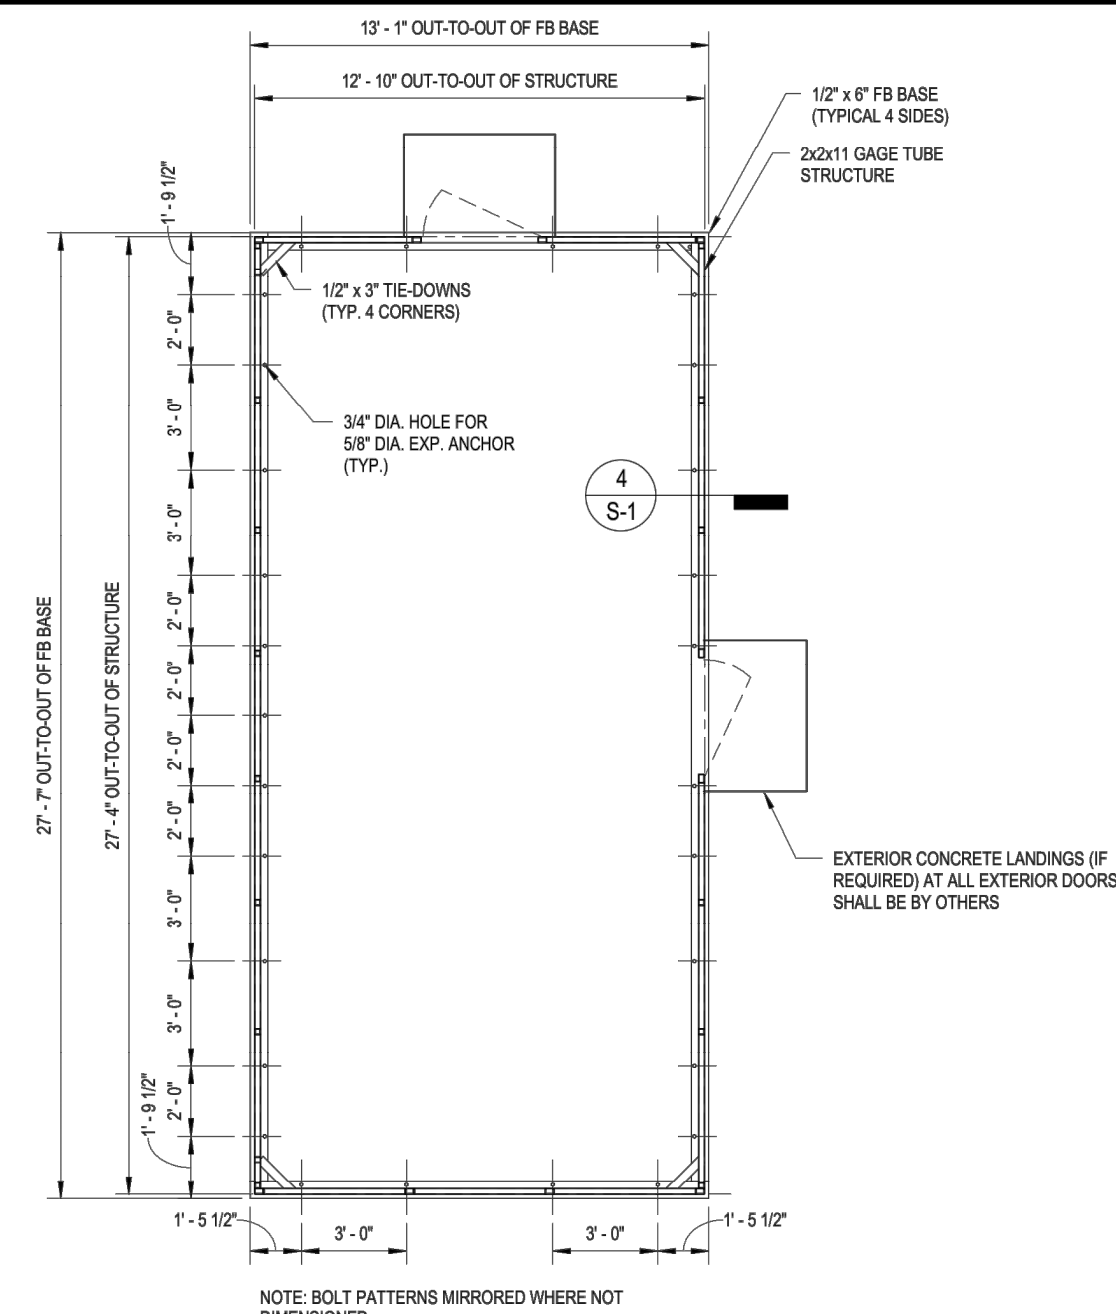 13' - 1" OUT-TO-OUT OF FB BASE
12' - 10" OUT-TO-OUT OF STRUCTURE
1/2" x 6" FB BASE
(TYPICAL 4 SIDES)
2x2x11 GAGE TUBE
STRUCTURE
1' - 9 1/2"
1/2" x 3" TIE-DOWNS
(TYP. 4 CORNERS)
2' - 0"
3' - 0"
3/4" DIA. HOLE FOR
5/8" DIA. EXP. ANCHOR
(TYP.)
4
S-1
3' - 0"
2' - 0"
2' - 0"
2' - 0"
2' - 0"
3' - 0"
3' - 0"
2' - 0"
1' - 9 1/2"
27' - 7" OUT-TO-OUT OF FB BASE
27' - 4" OUT-TO-OUT OF STRUCTURE
EXTERIOR CONCRETE LANDINGS (IF
REQUIRED) AT ALL EXTERIOR DOORS
SHALL BE BY OTHERS
1' - 5 1/2"
3' - 0"
3' - 0"
1' - 5 1/2"
NOTE: BOLT PATTERNS MIRRORED WHERE NOT
DIMENSIONED